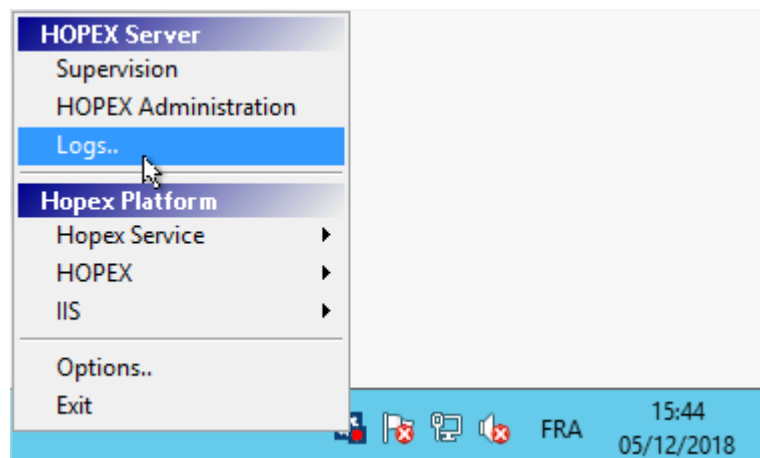 HOPEX Server
Supervision
HOPEX Administration
Logs..
Hopex Platform
Hopex Service
HOPEX
IIS
Options..
Exit
FRA
15:44
05/12/2018